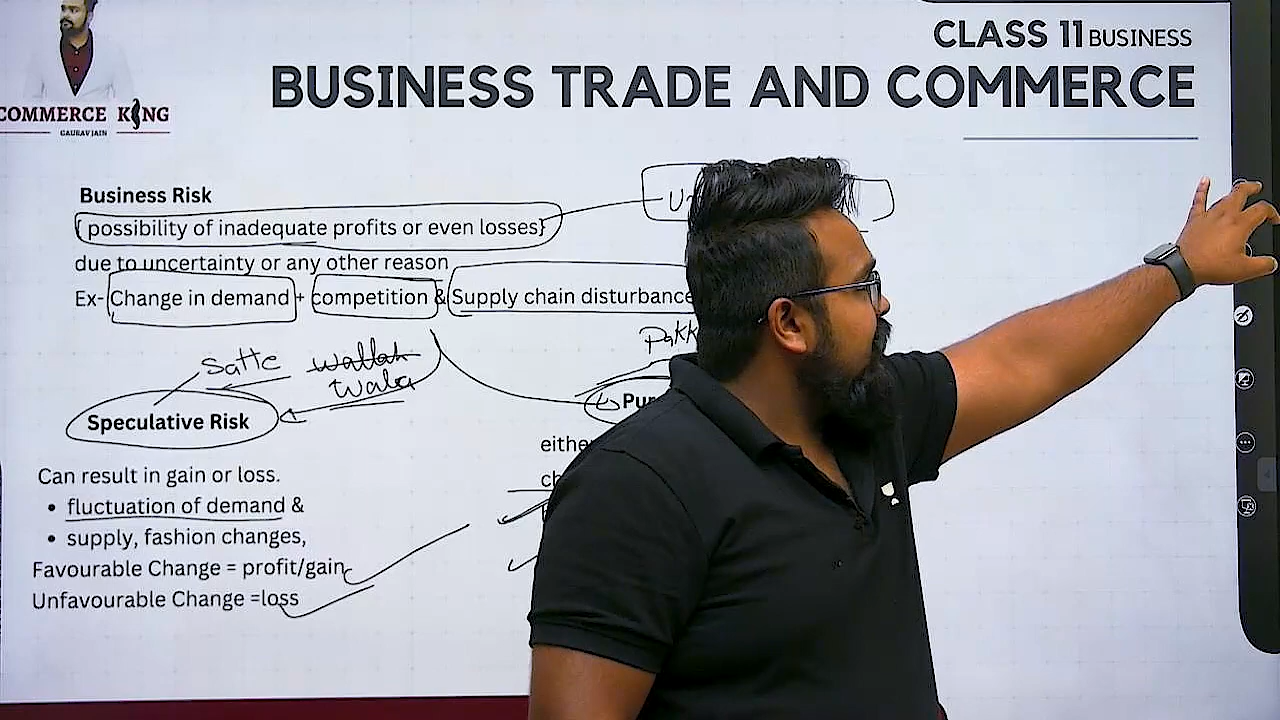 CLASS 11 BUSINESS
BUSINESS TRADE AND COMMERCE
COMMERCE KING
GAURAV JAIN
Business Risk
{ possibility of inadequate profits or even losses}
due to uncertainty or any other reason
Ex- Change in demand + competition & Supply chain disturbance
Satte wallah
wala
Speculative Risk
Can result in gain or loss.
• fluctuation of demand &
• supply, fashion changes,
Favourable Change = profit/gain
Unfavourable Change =loss